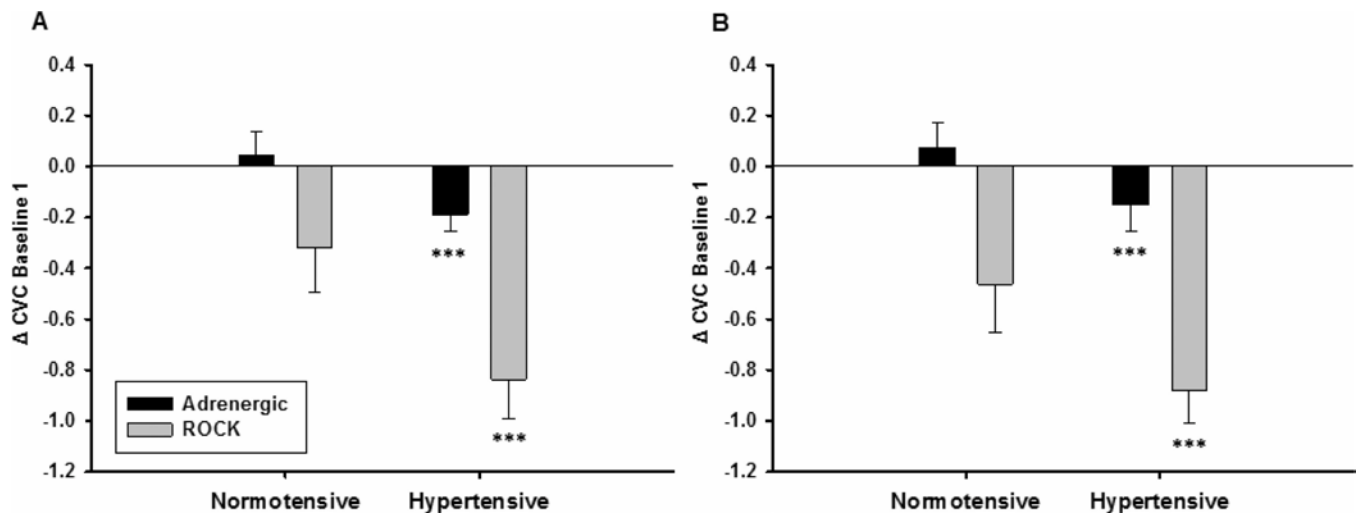 A
0.4
0.2
0.0
-0.2
-0.4
-0.6
-0.8
-1.0
-1.2
Δ CVC Baseline 1
***
***
Adrenergic
ROCK
Normotensive Hypertensive
B
0.4
0.2
0.0
-0.2
-0.4
-0.6
-0.8
-1.0
-1.2
Δ CVC Baseline 1
***
***
Normotensive Hypertensive